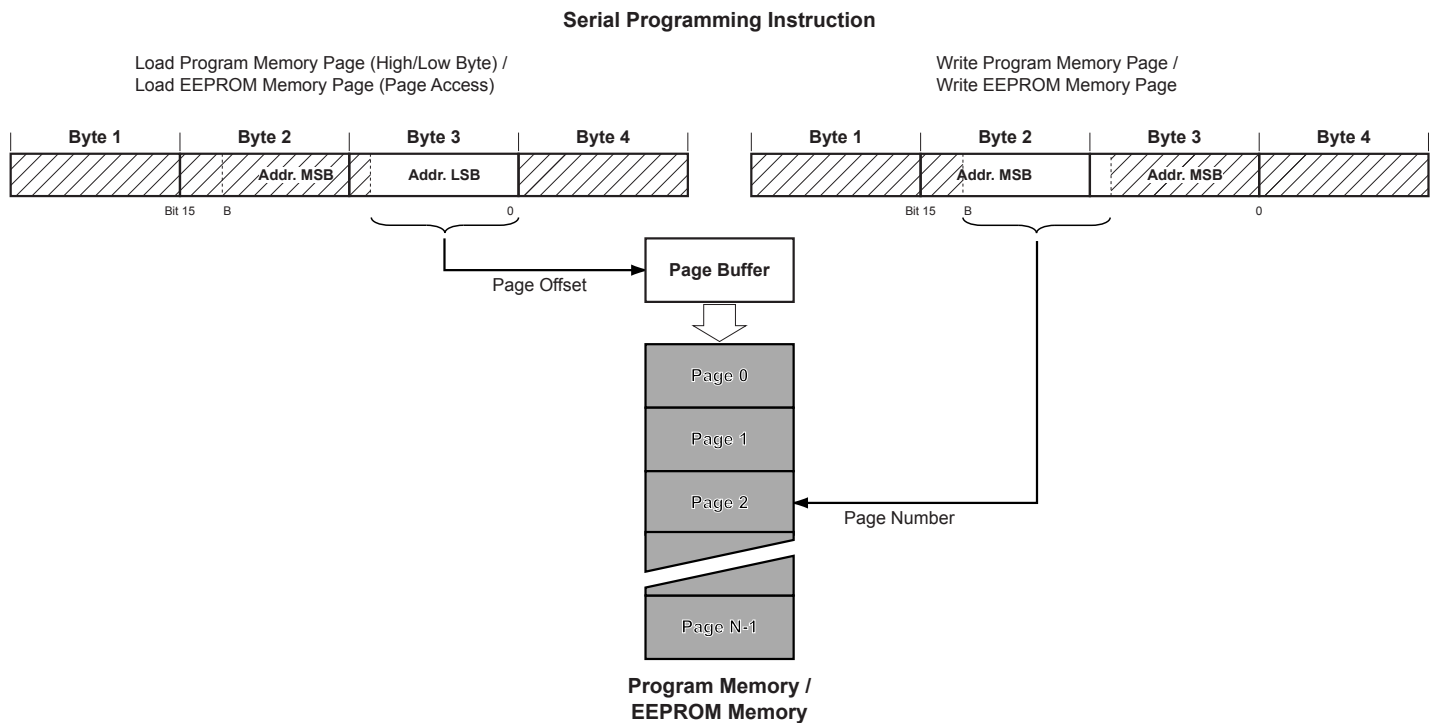 Serial Programming Instruction
Load Program Memory Page (High/Low Byte) /
Load EEPROM Memory Page (Page Access)
Write Program Memory Page /
Write EEPROM Memory Page
Byte 1 Byte 2 Byte 3 Byte 4
Byte 1 Byte 2 Byte 3 Byte 4
Addr. MSB Addr. LSB
Addr. MSB Addr. MSB
Bit 15 B 0
Bit 15 B 0
Page Buffer
Page Offset
Page 0
Page 1
Page 2
Page Number
Page N-1
Program Memory /
EEPROM Memory